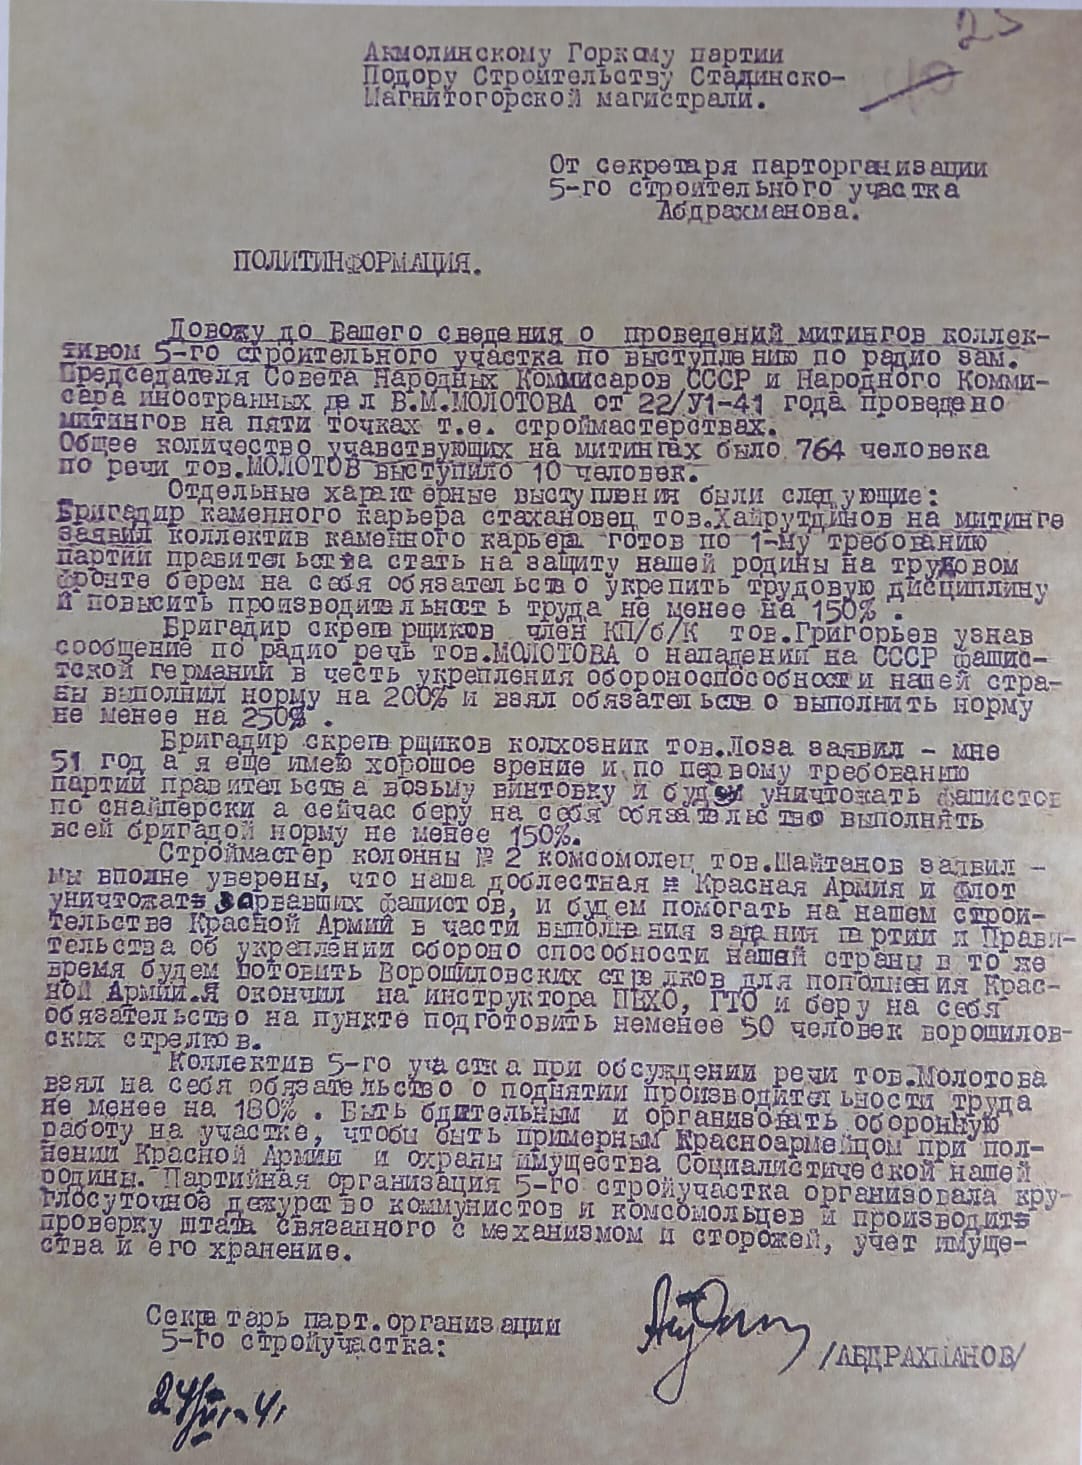 23
40
Акмолинскому Горкому партии
Подору Строительству Сталинско-
Магнитогорской магистрали.
От секретаря парторганизации
5-го строительного участка
Абдрахманова.
ПОЛИТИНФОРМАЦИЯ.
Довожу до Вашего сведения о проведений митингов коллек-
тивом 5-го строительного участка по выступлению по радио зам.
Председателя Совета Народных Коммисаров СССР и Народного Комми-
сара иностранных дел В.М.МОЛОТОВА от 22/У1-41 года проведено
митингов на пяти точках т.е. строймастерствах.
Общее количество учавствующих на митингах было 764 человека
по речи тов.МОЛОТОВ выступило 10 человек.
Отдельные характерные выступления были следующие:
Бригадир каменного карьера стахановец тов.Хайрутдинов на митинге
заявил коллектив каменного карьера готов по 1-му требованию
партии правительства стать на защиту нашей родины на трудовом
фронте берем на себя обязательство укрепить трудовую дисциплину
и повысить производительность труда не менее на 150% .
Бригадир скреперщиков член КП/б/К тов.Григорьев узнав
сообщение по радио речь тов.МОЛОТОВА о нападении на СССР фашис-
тской германий в честь укрепления обороноспособности нашей стра-
ны выполнил норму на 200% и взял обязательство выполнить норму
не менее на 250% .
Бригадир скреперщиков колхозник тов.Лоза заявил - мне
51 год а я еще имею хорошое зрение и по первому требованию
партий правительства возьму винтовку и будем уничтожать фашистов
по снайперски а сейчас беру на себя обязательство выполнять
всей бригадой норму не менее 150%.
Строймастер колонны № 2 комсомолец тов.Шайтанов заявил -
мы вполне уверены, что наша доблестная Красная Армия и флот
уничтожат зарвавших фашистов, и будем помогать на нашем строи-
тельстве Красной Армий в части выполнения задания партии и Прави-
тельства об укреплении обороно способности нашей страны в то же
время будем готовить Ворошиловских стрелков для пополнения Крас-
ной Армии.Я окончил на инструктора ПВХО, ГТО и беру на себя
обязательство на пункте подготовить неменее 50 человек ворошилов-
ских стрелков.
Коллектив 5-го участка при обсуждении речи тов.Молотова
взял на себя обязательство о поднятии производительности труда
не менее на 180% . Быть бдительным и организовать оборонную
работу на участке, чтобы быть примерным Красноармейцом при пол-
нении Красной Армии и охраны имущества Социалистической нашей
родины. Партийная организация 5-го стройучастка организовала кру-
глосуточное дежурство коммунистов и комсомольцев и производить
проверку штата связанного с механизмом и сторожей, учет имуще-
ства и его хранение.
Секретарь парт.организации
5-го стройучастка:
/АБДРАХМАНОВ/
24/VI-41